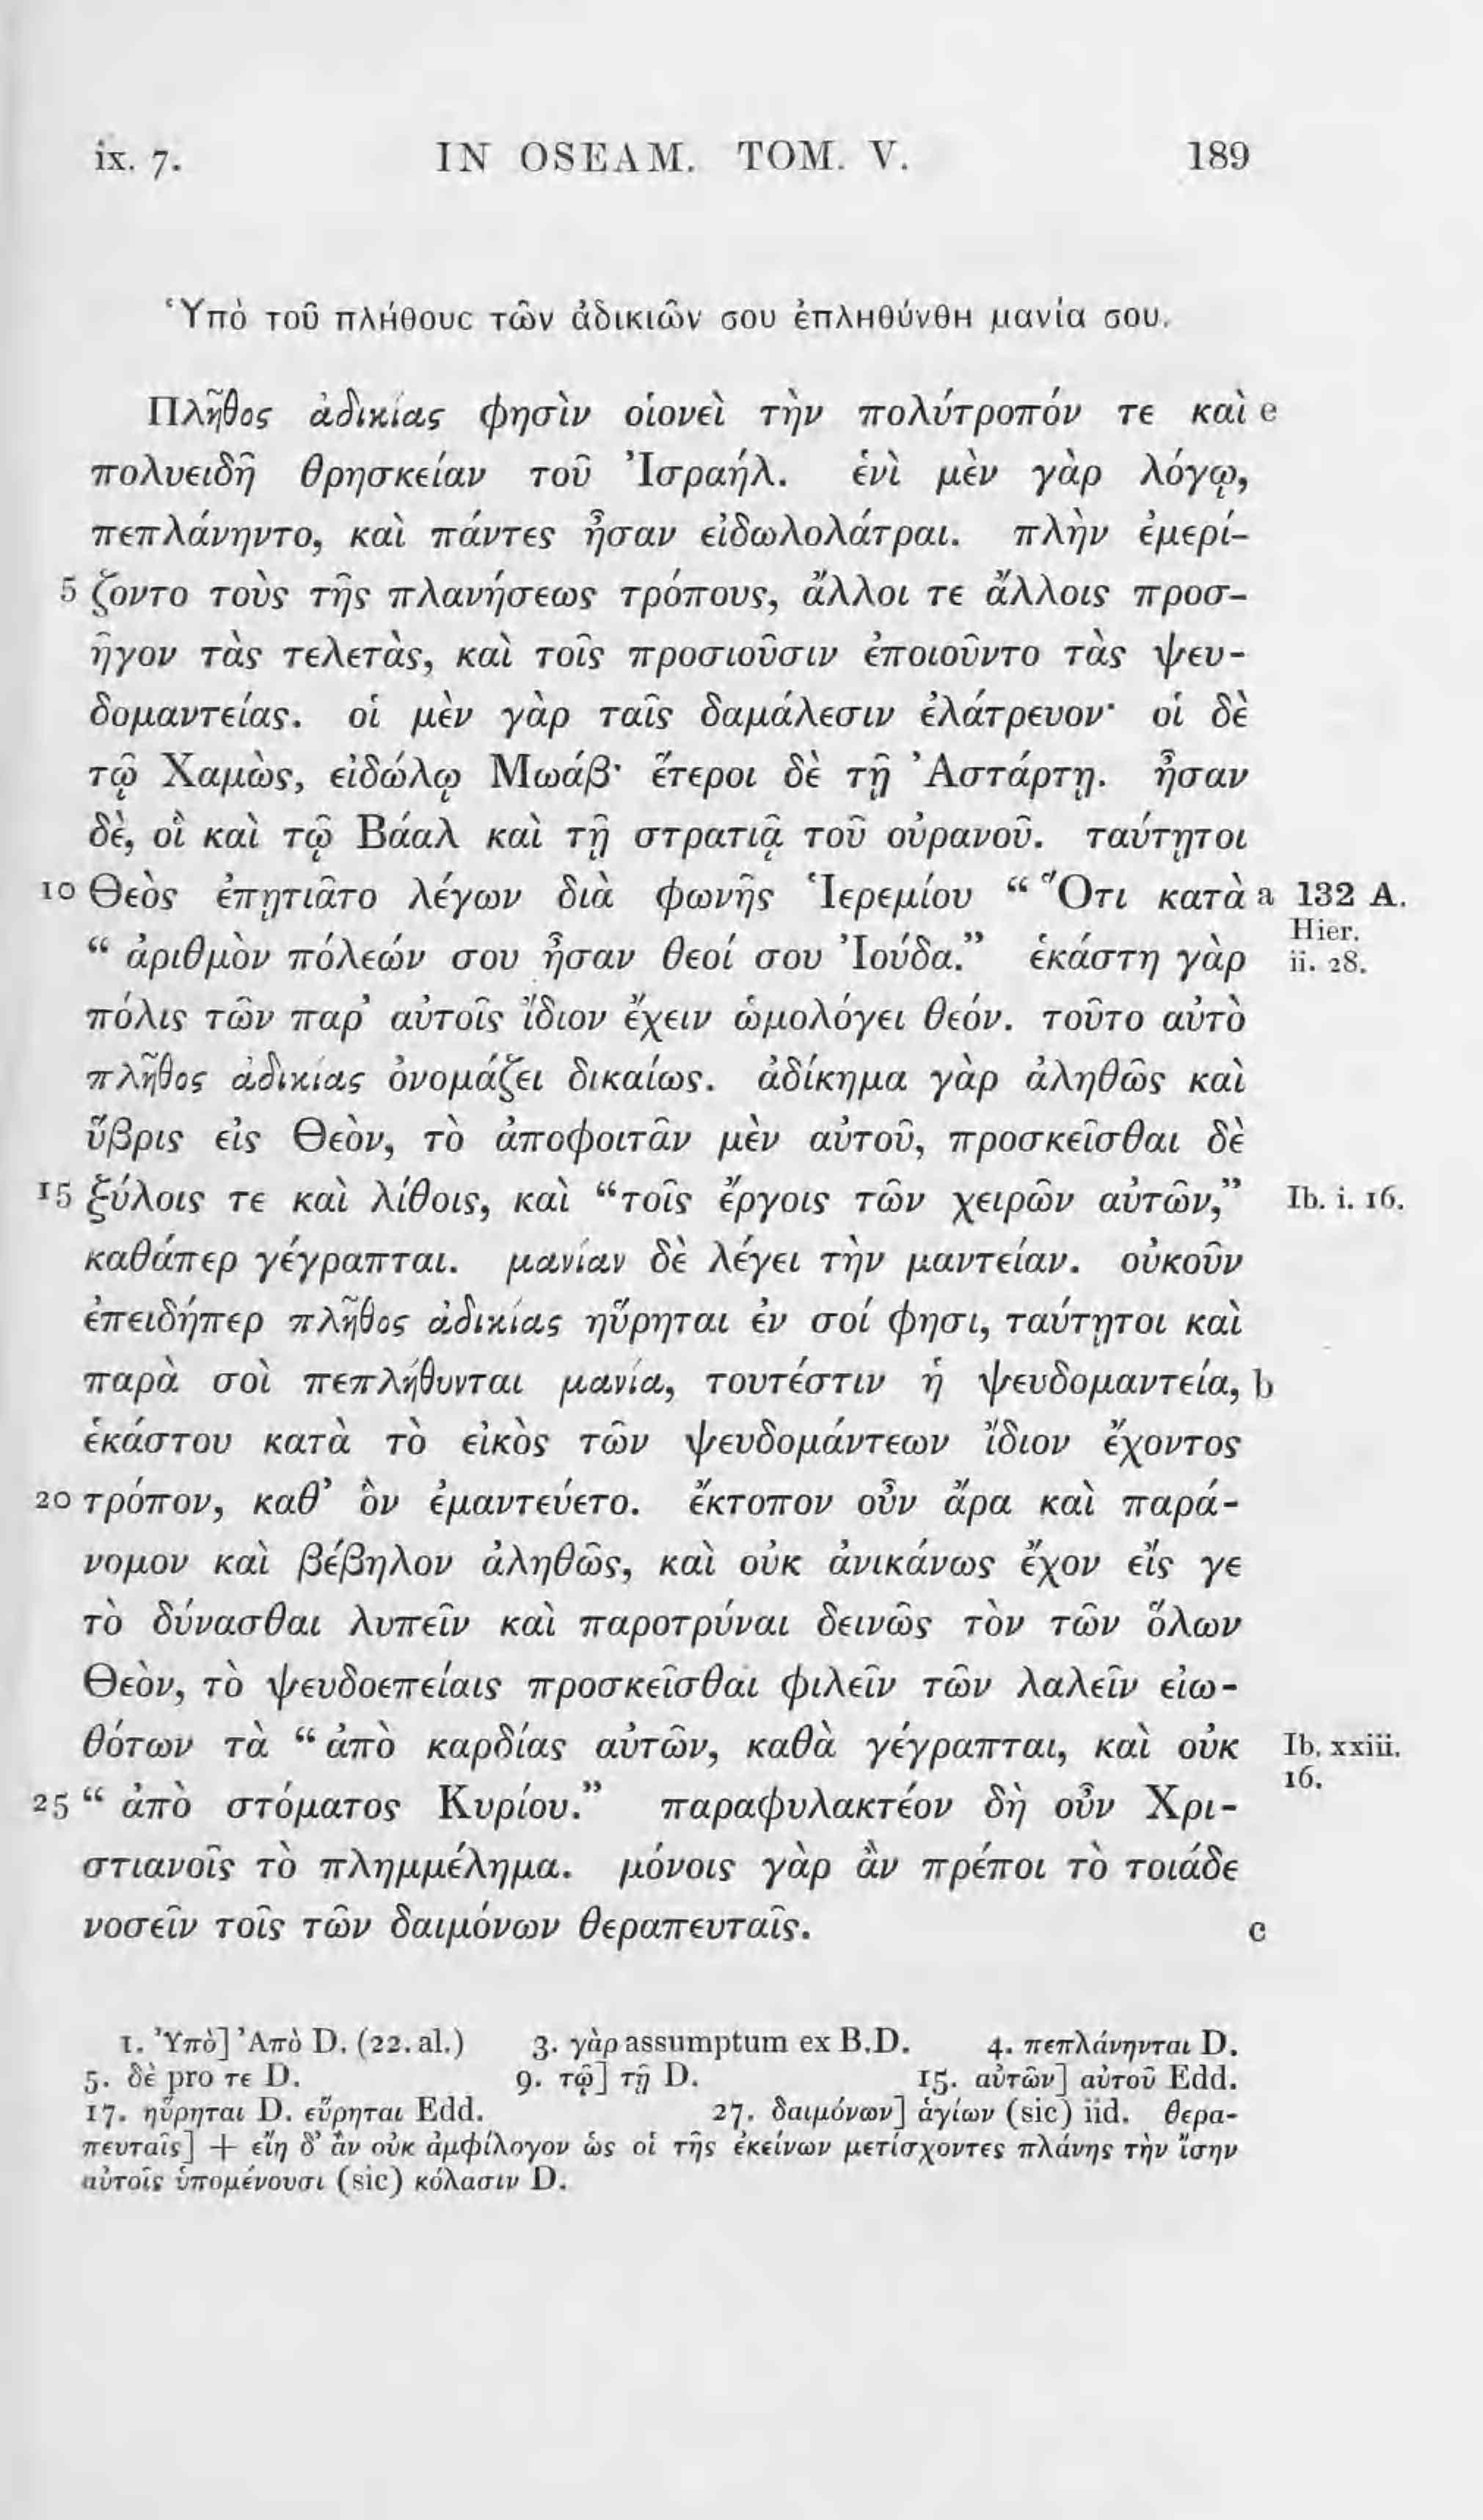 ix. 7. IN OSEAM. TOM. V. 189
Ὑπὸ τοῦ πλήθους τῶν ἀδικιῶν σου ἐπληθύνθη μανία σου.
Πλῆθος ἀδικίας φησὶν οἱονεὶ τὴν πολύτροπόν τε καὶ e
πολυειδῆ θρησκείαν τοῦ Ἰσραήλ. ἑνὶ μὲν γὰρ λόγῳ,
πεπλάνηντο, καὶ πάντες ἦσαν εἰδωλολάτραι. πλὴν ἐμερί-
5 ζοντο τοὺς τῆς πλανήσεως τρόπους, ἄλλοι τε ἄλλοις προσ-
ῆγον τὰς τελετὰς, καὶ τοῖς προσιοῦσιν ἐποιοῦντο τὰς ψευ-
δομαντείας. οἱ μὲν γὰρ ταῖς δαμάλεσιν ἐλάτρευον· οἱ δὲ
τῷ Χαμὼς, εἰδώλῳ Μωάβ· ἕτεροι δὲ τῇ Ἀστάρτῃ. ἦσαν
δὲ, οἳ καὶ τῷ Βάαλ καὶ τῇ στρατιᾷ τοῦ οὐρανοῦ. ταύτῃτοι
10 Θεὸς ἐπῃτιᾶτο λέγων διὰ φωνῆς Ἱερεμίου “ Ὅτι κατὰ a 132 A.
Hier.
“ ἀριθμὸν πόλεών σου ἦσαν θεοί σου Ἰούδα.” ἑκάστη γὰρ ii. 28.
πόλις τῶν παρ’ αὐτοῖς ἴδιον ἔχειν ὡμολόγει θεόν. τοῦτο αὐτὸ
πλῆθος ἀδικίας ὀνομάζει δικαίως. ἀδίκημα γὰρ ἀληθῶς καὶ
ὕβρις εἰς Θεὸν, τὸ ἀποφοιτᾶν μὲν αὐτοῦ, προσκεῖσθαι δὲ
15 ξύλοις τε καὶ λίθοις, καὶ “τοῖς ἔργοις τῶν χειρῶν αὐτῶν,” Ib. i. 16.
καθάπερ γέγραπται. μανίαν δὲ λέγει τὴν μαντείαν. οὐκοῦν
ἐπειδήπερ πλῆθος ἀδικίας ηὕρηται ἐν σοί φησι, ταύτῃτοι καὶ
παρὰ σοὶ πεπλήθυνται μανία, τουτέστιν ἡ ψευδομαντεία, b
ἑκάστου κατὰ τὸ εἰκὸς τῶν ψευδομάντεων ἴδιον ἔχοντος
20 τρόπον, καθ’ ὃν ἐμαντεύετο. ἔκτοπον οὖν ἄρα καὶ παρά-
νομον καὶ βέβηλον ἀληθῶς, καὶ οὐκ ἀνικάνως ἔχον εἴς γε
τὸ δύνασθαι λυπεῖν καὶ παροτρύναι δεινῶς τὸν τῶν ὅλων
Θεὸν, τὸ ψευδοεπείαις προσκεῖσθαι φιλεῖν τῶν λαλεῖν εἰω-
θότων τὰ “ ἀπὸ καρδίας αὐτῶν, καθὰ γέγραπται, καὶ οὐκ Ib. xxiii.
16.
25 “ ἀπὸ στόματος Κυρίου.” παραφυλακτέον δὴ οὖν Χρι-
στιανοῖς τὸ πλημμέλημα. μόνοις γὰρ ἂν πρέποι τὸ τοιάδε
νοσεῖν τοῖς τῶν δαιμόνων θεραπευταῖς. c
1. Ὑπὸ] Ἀπὸ D. (22. al.) 3. γὰρ assumptum ex B.D. 4. πεπλάνηνται D.
5. δὲ pro τε D. 9. τῷ] τῇ D. 15. αὐτῶν] αὐτοῦ Edd.
17. ηὕρηται D. εὕρηται Edd. 27. δαιμόνων] ἁγίων (sic) iid. θερα-
πευταῖς] + εἴη δ’ ἂν οὐκ ἀμφίλογον ὡς οἱ τῆς ἐκείνων μετίσχοντες πλάνης τὴν ἴσην
αὐτοῖς ὑπομένουσι (sic) κόλασιν D.